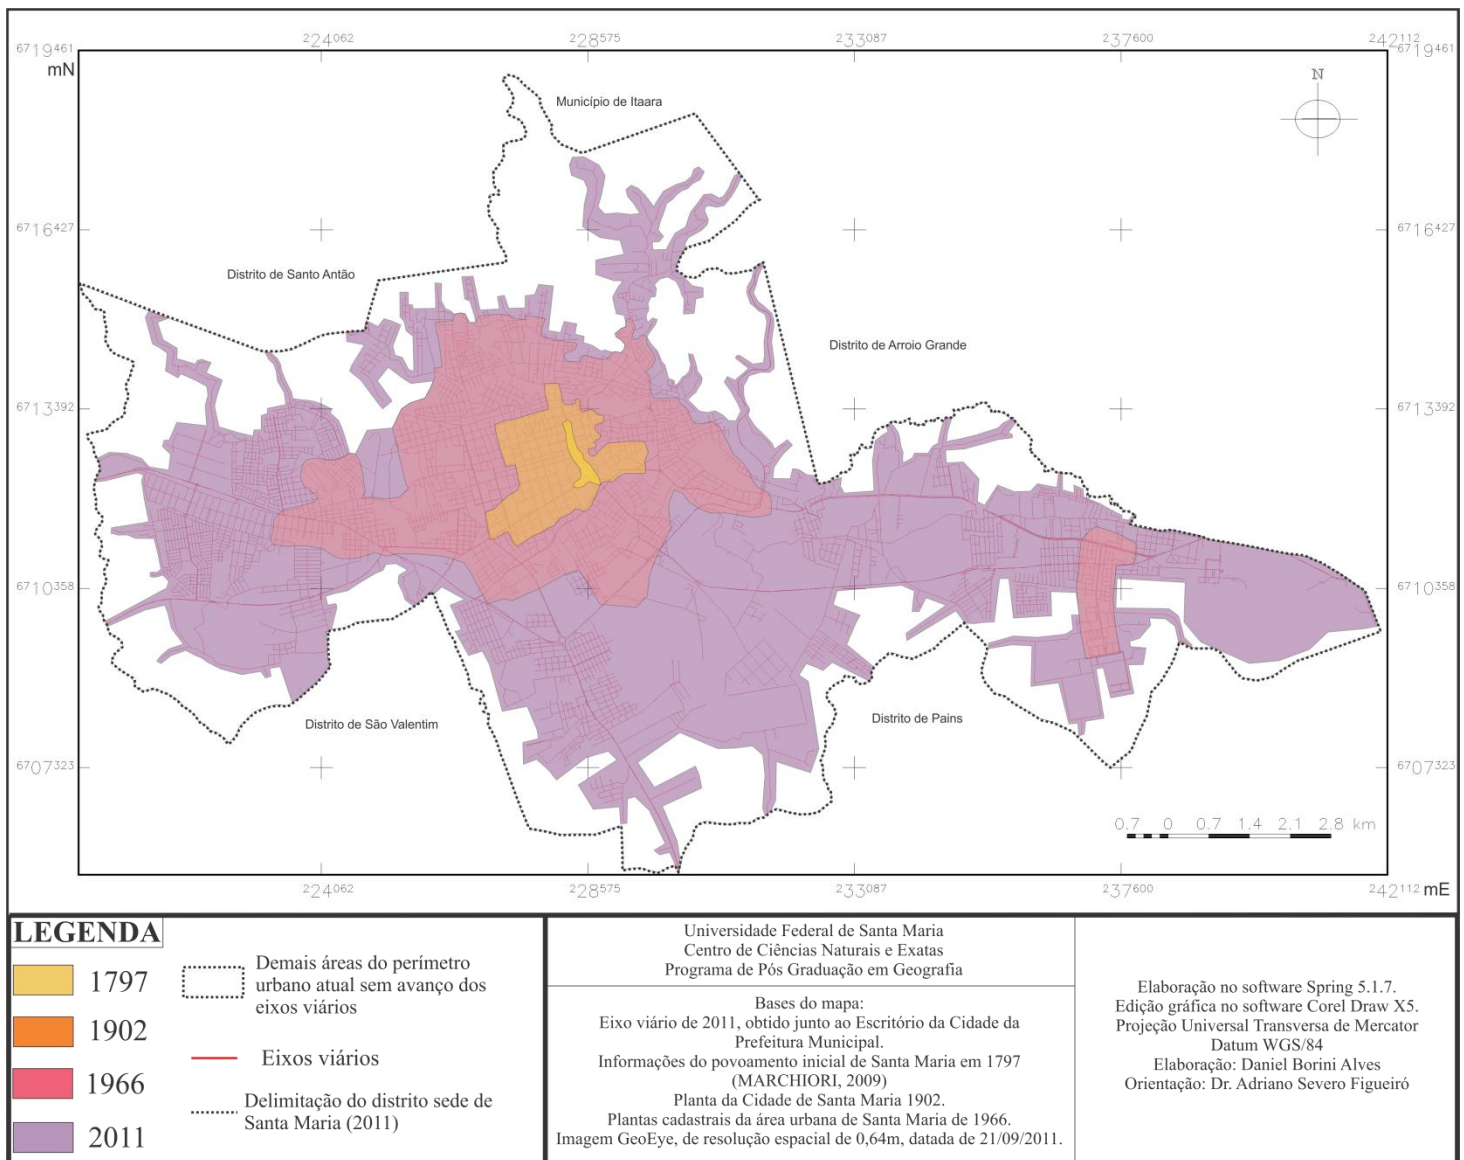 224062 228575 233087 237600 242112
6719461 6719461
mN
N
Município de Itaara
6716427 6716427
Distrito de Santo Antão
Distrito de Arroio Grande
6713392 6713392
6710358 6710358
Distrito de São Valentim
Distrito de Pains
6707323 6707323
0.7 0 0.7 1.4 2.1 2.8 km
224062 228575 233087 237600 242112 mE
LEGENDA
1797
1902
1966
2011
Demais áreas do perímetro
urbano atual sem avanço dos
eixos viários
Eixos viários
Delimitação do distrito sede de
Santa Maria (2011)
Universidade Federal de Santa Maria
Centro de Ciências Naturais e Exatas
Programa de Pós Graduação em Geografia
Bases do mapa:
Eixo viário de 2011, obtido junto ao Escritório da Cidade da
Prefeitura Municipal.
Informações do povoamento inicial de Santa Maria em 1797
(MARCHIORI, 2009)
Planta da Cidade de Santa Maria 1902.
Plantas cadastrais da área urbana de Santa Maria de 1966.
Imagem GeoEye, de resolução espacial de 0,64m, datada de 21/09/2011.
Elaboração no software Spring 5.1.7.
Edição gráfica no software Corel Draw X5.
Projeção Universal Transversa de Mercator
Datum WGS/84
Elaboração: Daniel Borini Alves
Orientação: Dr. Adriano Severo Figueiró